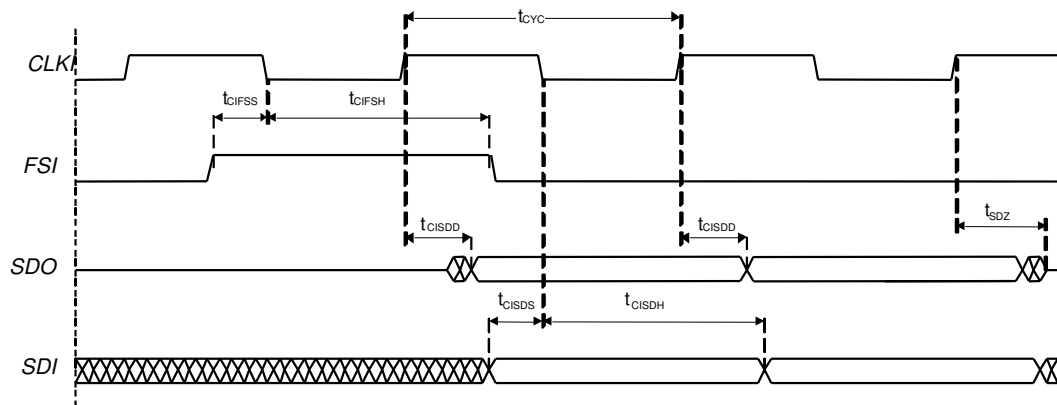 tCYC
CLKI
tCIFSS tCIFSH
FSI
tCISDD tCISDD tSDZ
SDO
tCISDS tCISDH
SDI